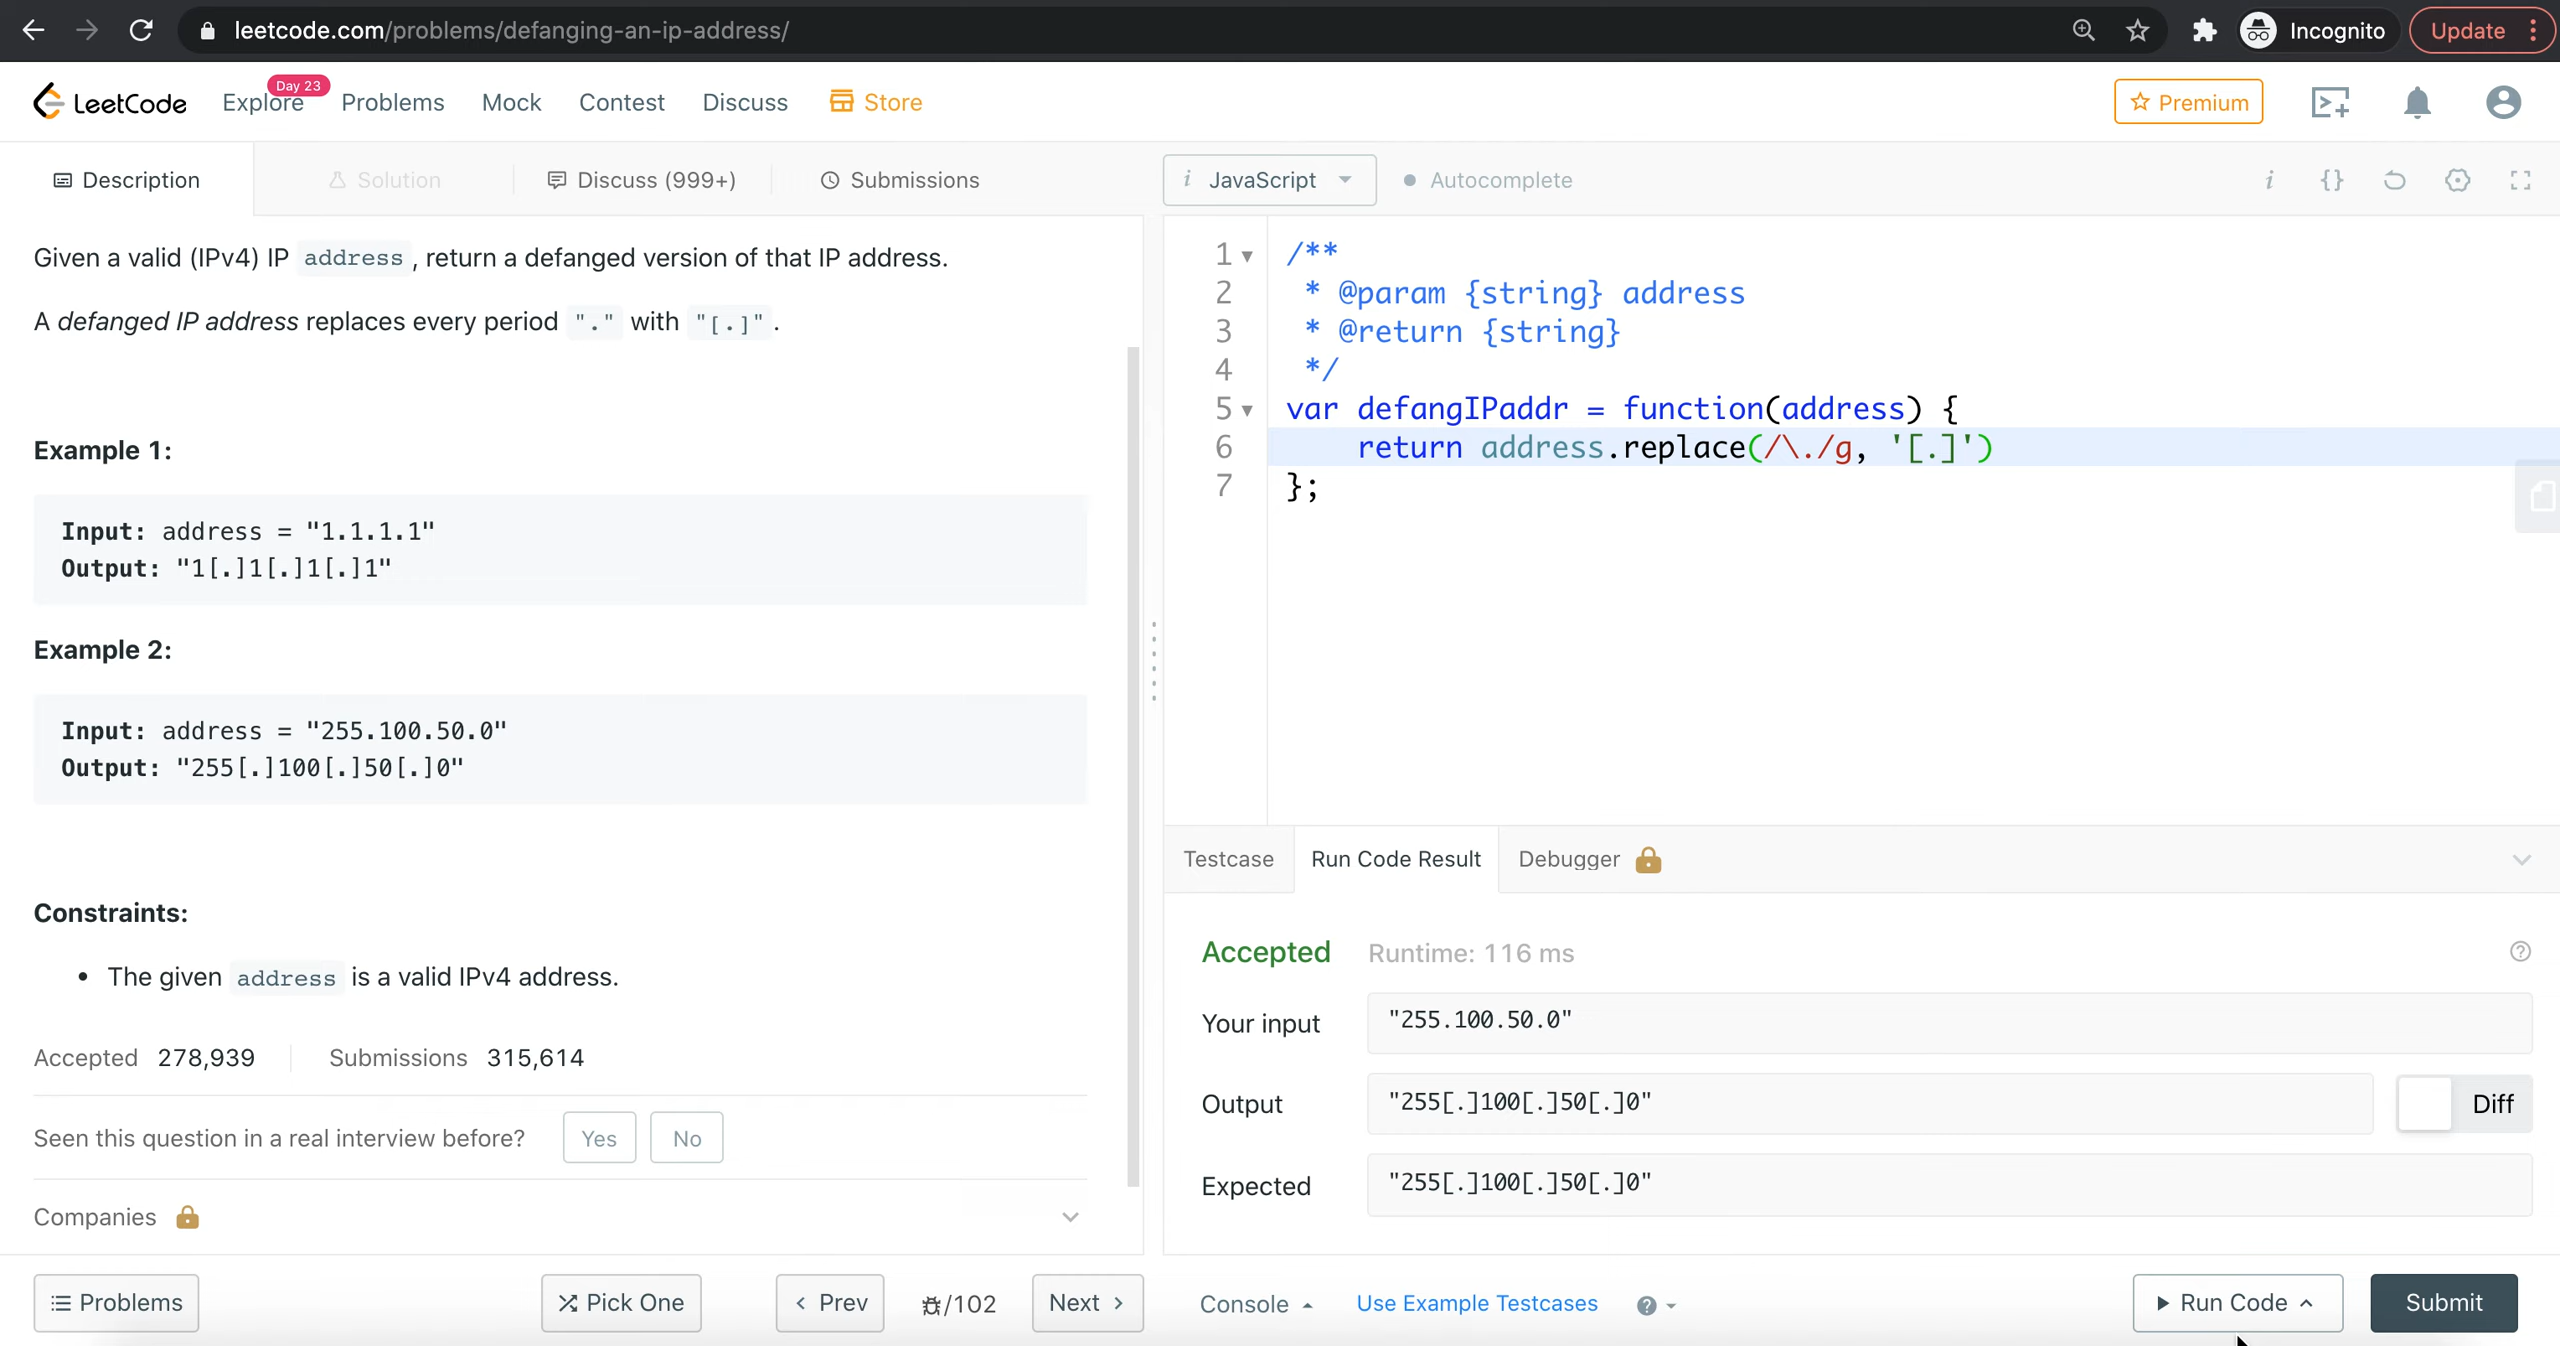 leetcode.com/problems/defanging-an-ip-address/
Incognito
Update
LeetCode
Explore
Day 23
Problems
Mock
Contest
Discuss
Store
Premium
Description
Solution
Discuss (999+)
Submissions
Given a valid (IPv4) IP address, return a defanged version of that IP address.
A defanged IP address replaces every period "." with "[.]".
Example 1:
Input: address = "1.1.1.1"
Output: "1[.]1[.]1[.]1"
Example 2:
Input: address = "255.100.50.0"
Output: "255[.]100[.]50[.]0"
Constraints:
• The given address is a valid IPv4 address.
Accepted 278,939
Submissions 315,614
Seen this question in a real interview before?
Yes
No
Companies
Problems
Pick One
Prev
/102
Next
i JavaScript
Autocomplete
i
{}
1 /**
2 * @param {string} address
3 * @return {string}
4 */
5 var defangIPaddr = function(address) {
6 return address.replace(/\./g, '[.]')
7 };
Testcase
Run Code Result
Debugger
Accepted
Runtime: 116 ms
Your input
"255.100.50.0"
Output
"255[.]100[.]50[.]0"
Diff
Expected
"255[.]100[.]50[.]0"
Console
Use Example Testcases
Run Code
Submit